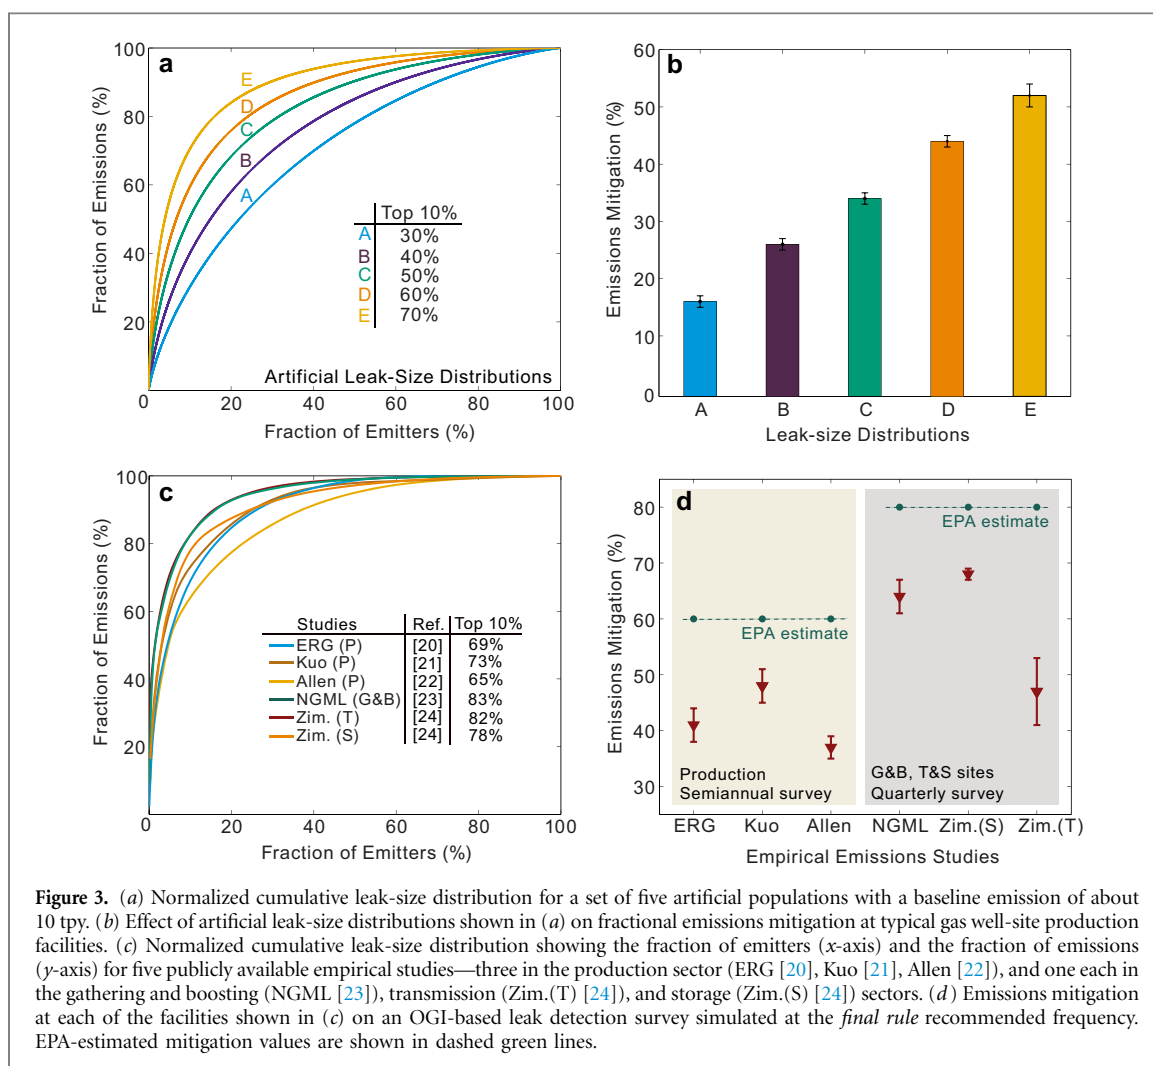 a
100
80
60
40
20
0
20
40
60
80
100
Fraction of Emissions (%)
Fraction of Emitters (%)
E
D
C
B
A
Top 10%
A 30%
B 40%
C 50%
D 60%
E 70%
Artificial Leak-Size Distributions
b
60
50
40
30
20
10
0
A B C D E
Emissions Mitigation (%)
Leak-size Distributions
c
100
80
60
40
20
0
20
40
60
80
100
Fraction of Emissions (%)
Fraction of Emitters (%)
Studies Ref. Top 10%
ERG (P) [20] 69%
Kuo (P) [21] 73%
Allen (P) [22] 65%
NGML (G&B) [23] 83%
Zim. (T) [24] 82%
Zim. (S) [24] 78%
d
80
70
60
50
40
30
Emissions Mitigation (%)
EPA estimate
EPA estimate
Production
Semiannual survey
G&B, T&S sites
Quarterly survey
ERG Kuo Allen NGML Zim.(S) Zim.(T)
Empirical Emissions Studies
Figure 3. (a) Normalized cumulative leak-size distribution for a set of five artificial populations with a baseline emission of about
10 tpy. (b) Effect of artificial leak-size distributions shown in (a) on fractional emissions mitigation at typical gas well-site production
facilities. (c) Normalized cumulative leak-size distribution showing the fraction of emitters (x-axis) and the fraction of emissions
(y-axis) for five publicly available empirical studies—three in the production sector (ERG [20], Kuo [21], Allen [22]), and one each in
the gathering and boosting (NGML [23]), transmission (Zim.(T) [24]), and storage (Zim.(S) [24]) sectors. (d) Emissions mitigation
at each of the facilities shown in (c) on an OGI-based leak detection survey simulated at the final rule recommended frequency.
EPA-estimated mitigation values are shown in dashed green lines.